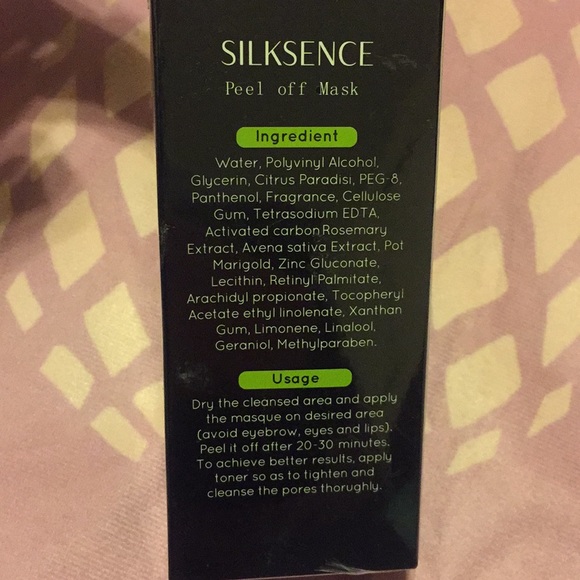 SILKSENCE
Peel off Mask
Ingredient
Water, Polyvinyl Alcohol,
Glycerin, Citrus Paradisi, PEG-8,
Panthenol, Fragrance, Cellulose
Gum, Tetrasodium EDTA,
Activated carbon Rosemary
Extract, Avena sativa Extract, Pot
Marigold, Zinc Gluconate,
Lecithin, Retinyl Palmitate,
Arachidyl propionate, Tocopheryl
Acetate ethyl linolenate, Xanthan
Gum, Limonene, Linalool,
Geraniol, Methylparaben.
Usage
Dry the cleansed area and apply
the masque on desired area
(avoid eyebrow, eyes and lips).
Peel it off after 20-30 minutes.
To achieve better results, apply
toner so as to tighten and
cleanse the pores thorughly.